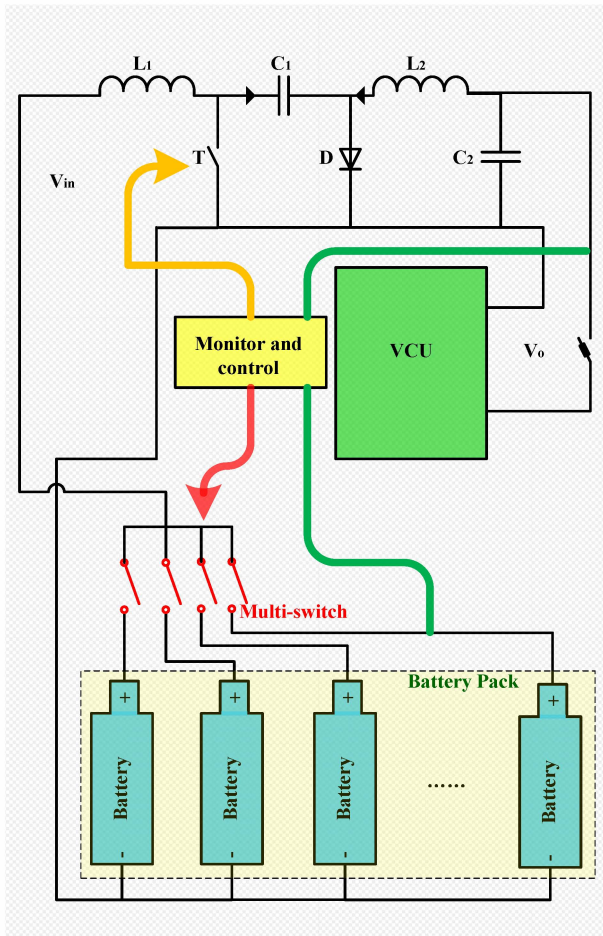 L1
C1
L2
T
D
C2
Vin
Monitor and
control
VCU
Vo
Multi-switch
Battery Pack
+
+
+
+
Battery
Battery
Battery
Battery
......
-
-
-
-